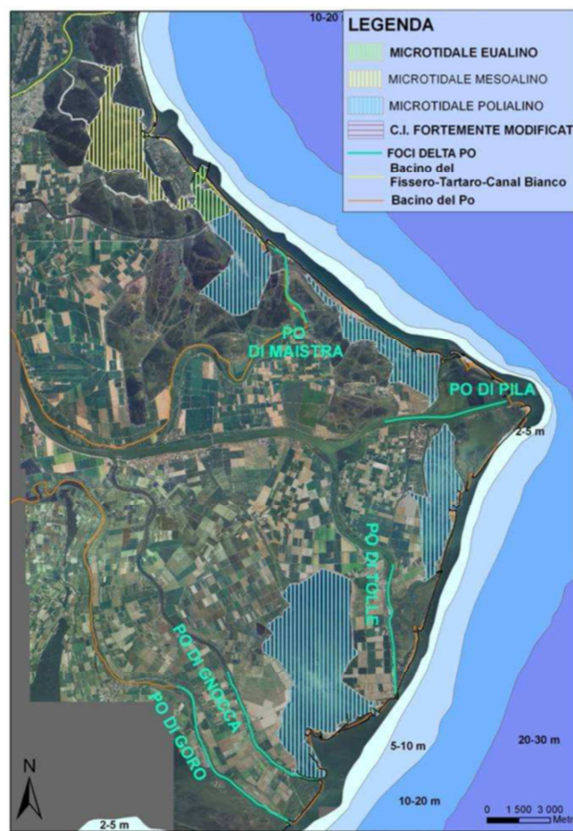 10-20
LEGENDA
MICROTIDALE EUALINO
MICROTIDALE MESOALINO
MICROTIDALE POLIALINO
C.I. FORTEMENTE MODIFICAT
FOCI DELTA PO
Bacino del
Fissero-Tartaro-Canal Bianco
Bacino del Po
PO
DI MAISTRA
PO DI PILA
2-5 m
PO DI TOLLE
PO DI GNOCCA
PO DI GORO
5-10 m
20-30 m
10-20 m
N
2-5 m
0 1 500 3 000
Metri